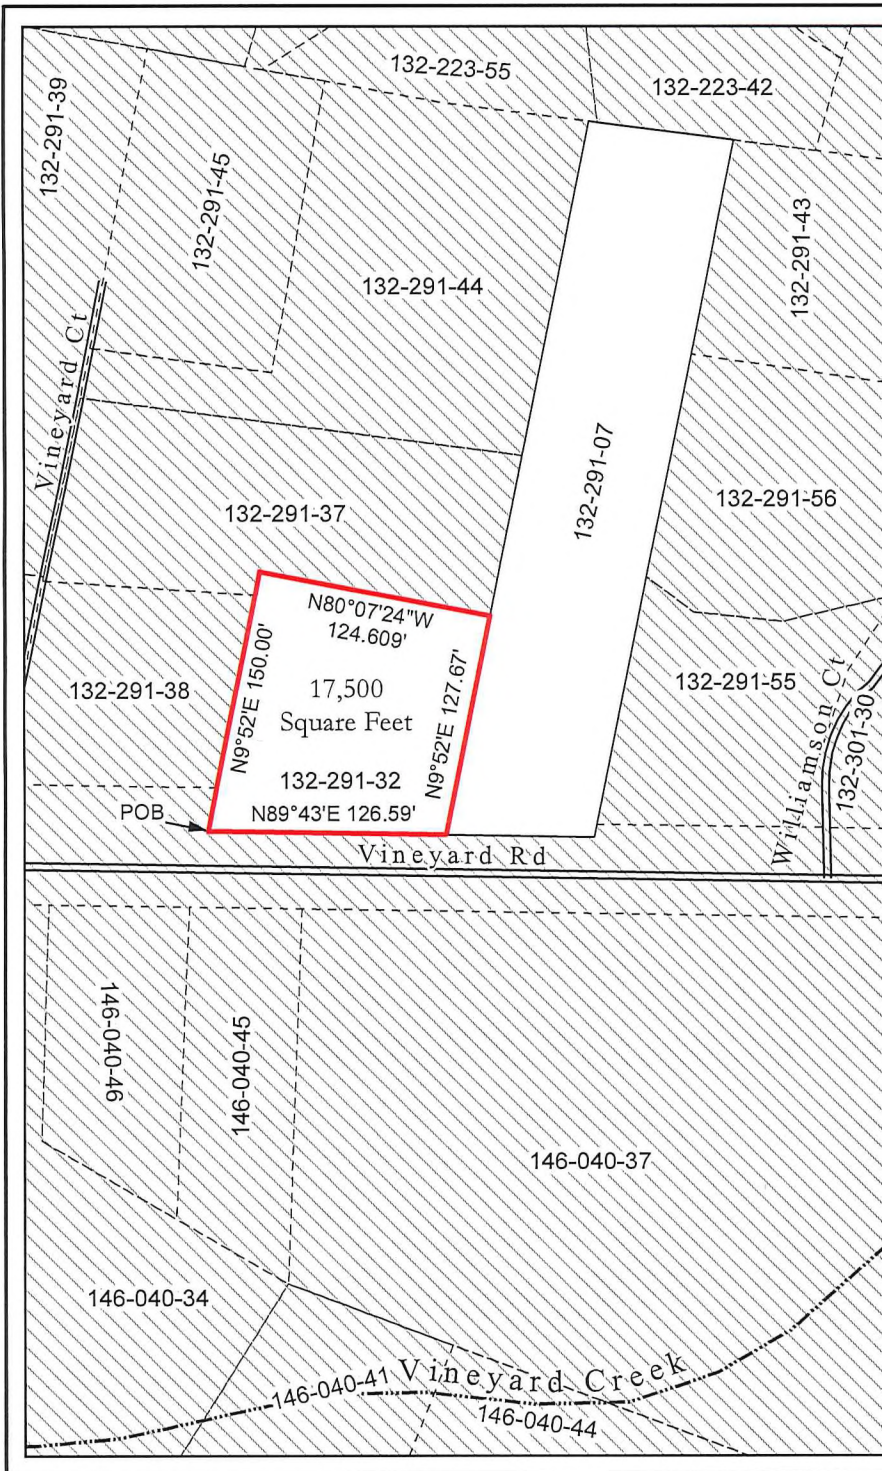 132-223-55
132-223-42
132-291-39
132-291-45
132-291-43
132-291-44
Vineyard Ct
132-291-07
132-291-56
132-291-37
N80°07'24"W
124.609'
N9°52'E 150.00'
N9°52'E 127.67'
17,500
Square Feet
132-291-38
132-291-55
Williamson Ct
132-301-30
132-291-32
N89°43'E 126.59'
POB
Vineyard Rd
146-040-46
146-040-45
146-040-37
146-040-34
146-040-41
Vineyard Creek
146-040-44